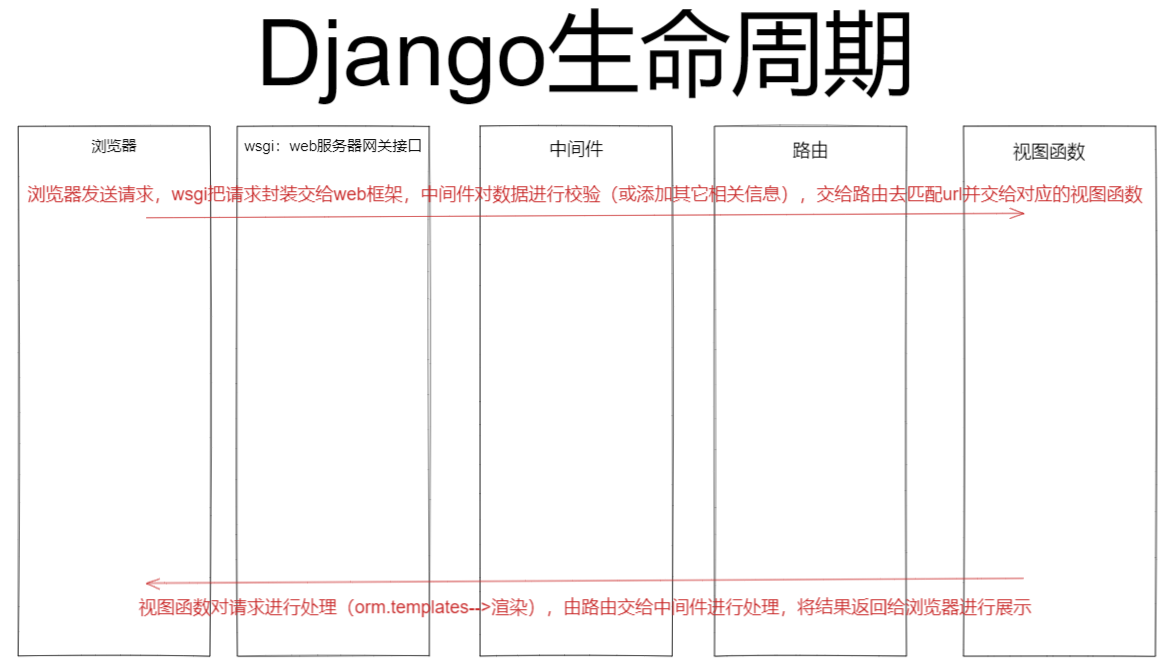 Django生命周期
浏览器
wsgi：web服务器网关接口
中间件
路由
视图函数
浏览器发送请求，wsgi把请求封装交给web框架，中间件对数据进行校验（或添加其它相关信息），交给路由去匹配url并交给对应的视图函数
视图函数对请求进行处理（orm.templates-->渲染），由路由交给中间件进行处理，将结果返回给浏览器进行展示